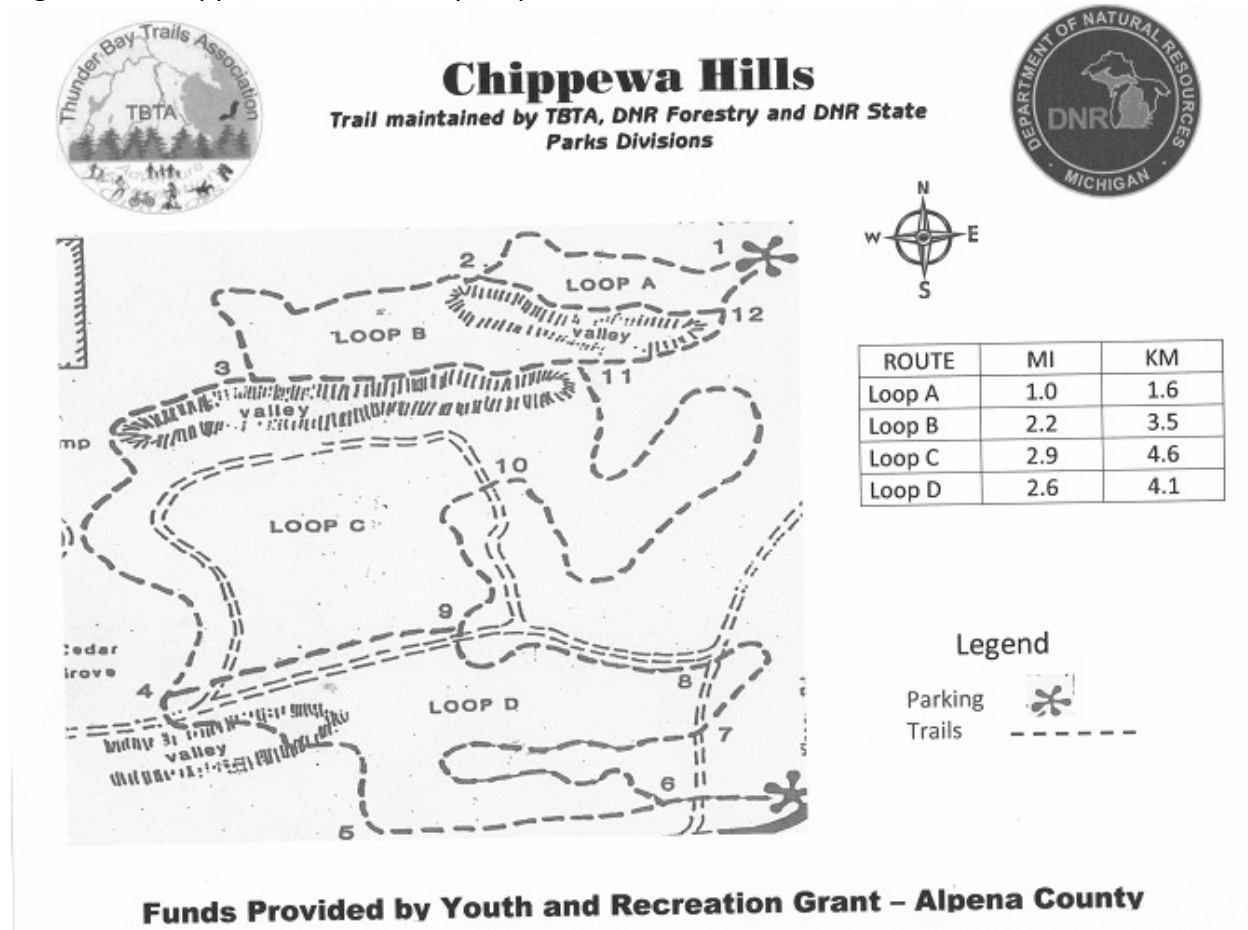 Thunder Bay Trails Association
TBTA
DEPARTMENT OF NATURAL RESOURCES
DNR
MICHIGAN
Chippewa Hills
Trail maintained by TBTA, DNR Forestry and DNR State
Parks Divisions
N
W E
S
1
2
LOOP A
12
LOOP B
valley
3
11
valley
mp
10
LOOP C
9
Cedar
Grove
4
8
LOOP D
7
valley
6
5
ROUTE MI KM
Loop A 1.0 1.6
Loop B 2.2 3.5
Loop C 2.9 4.6
Loop D 2.6 4.1
Legend
Parking
Trails
Funds Provided by Youth and Recreation Grant – Alpena County